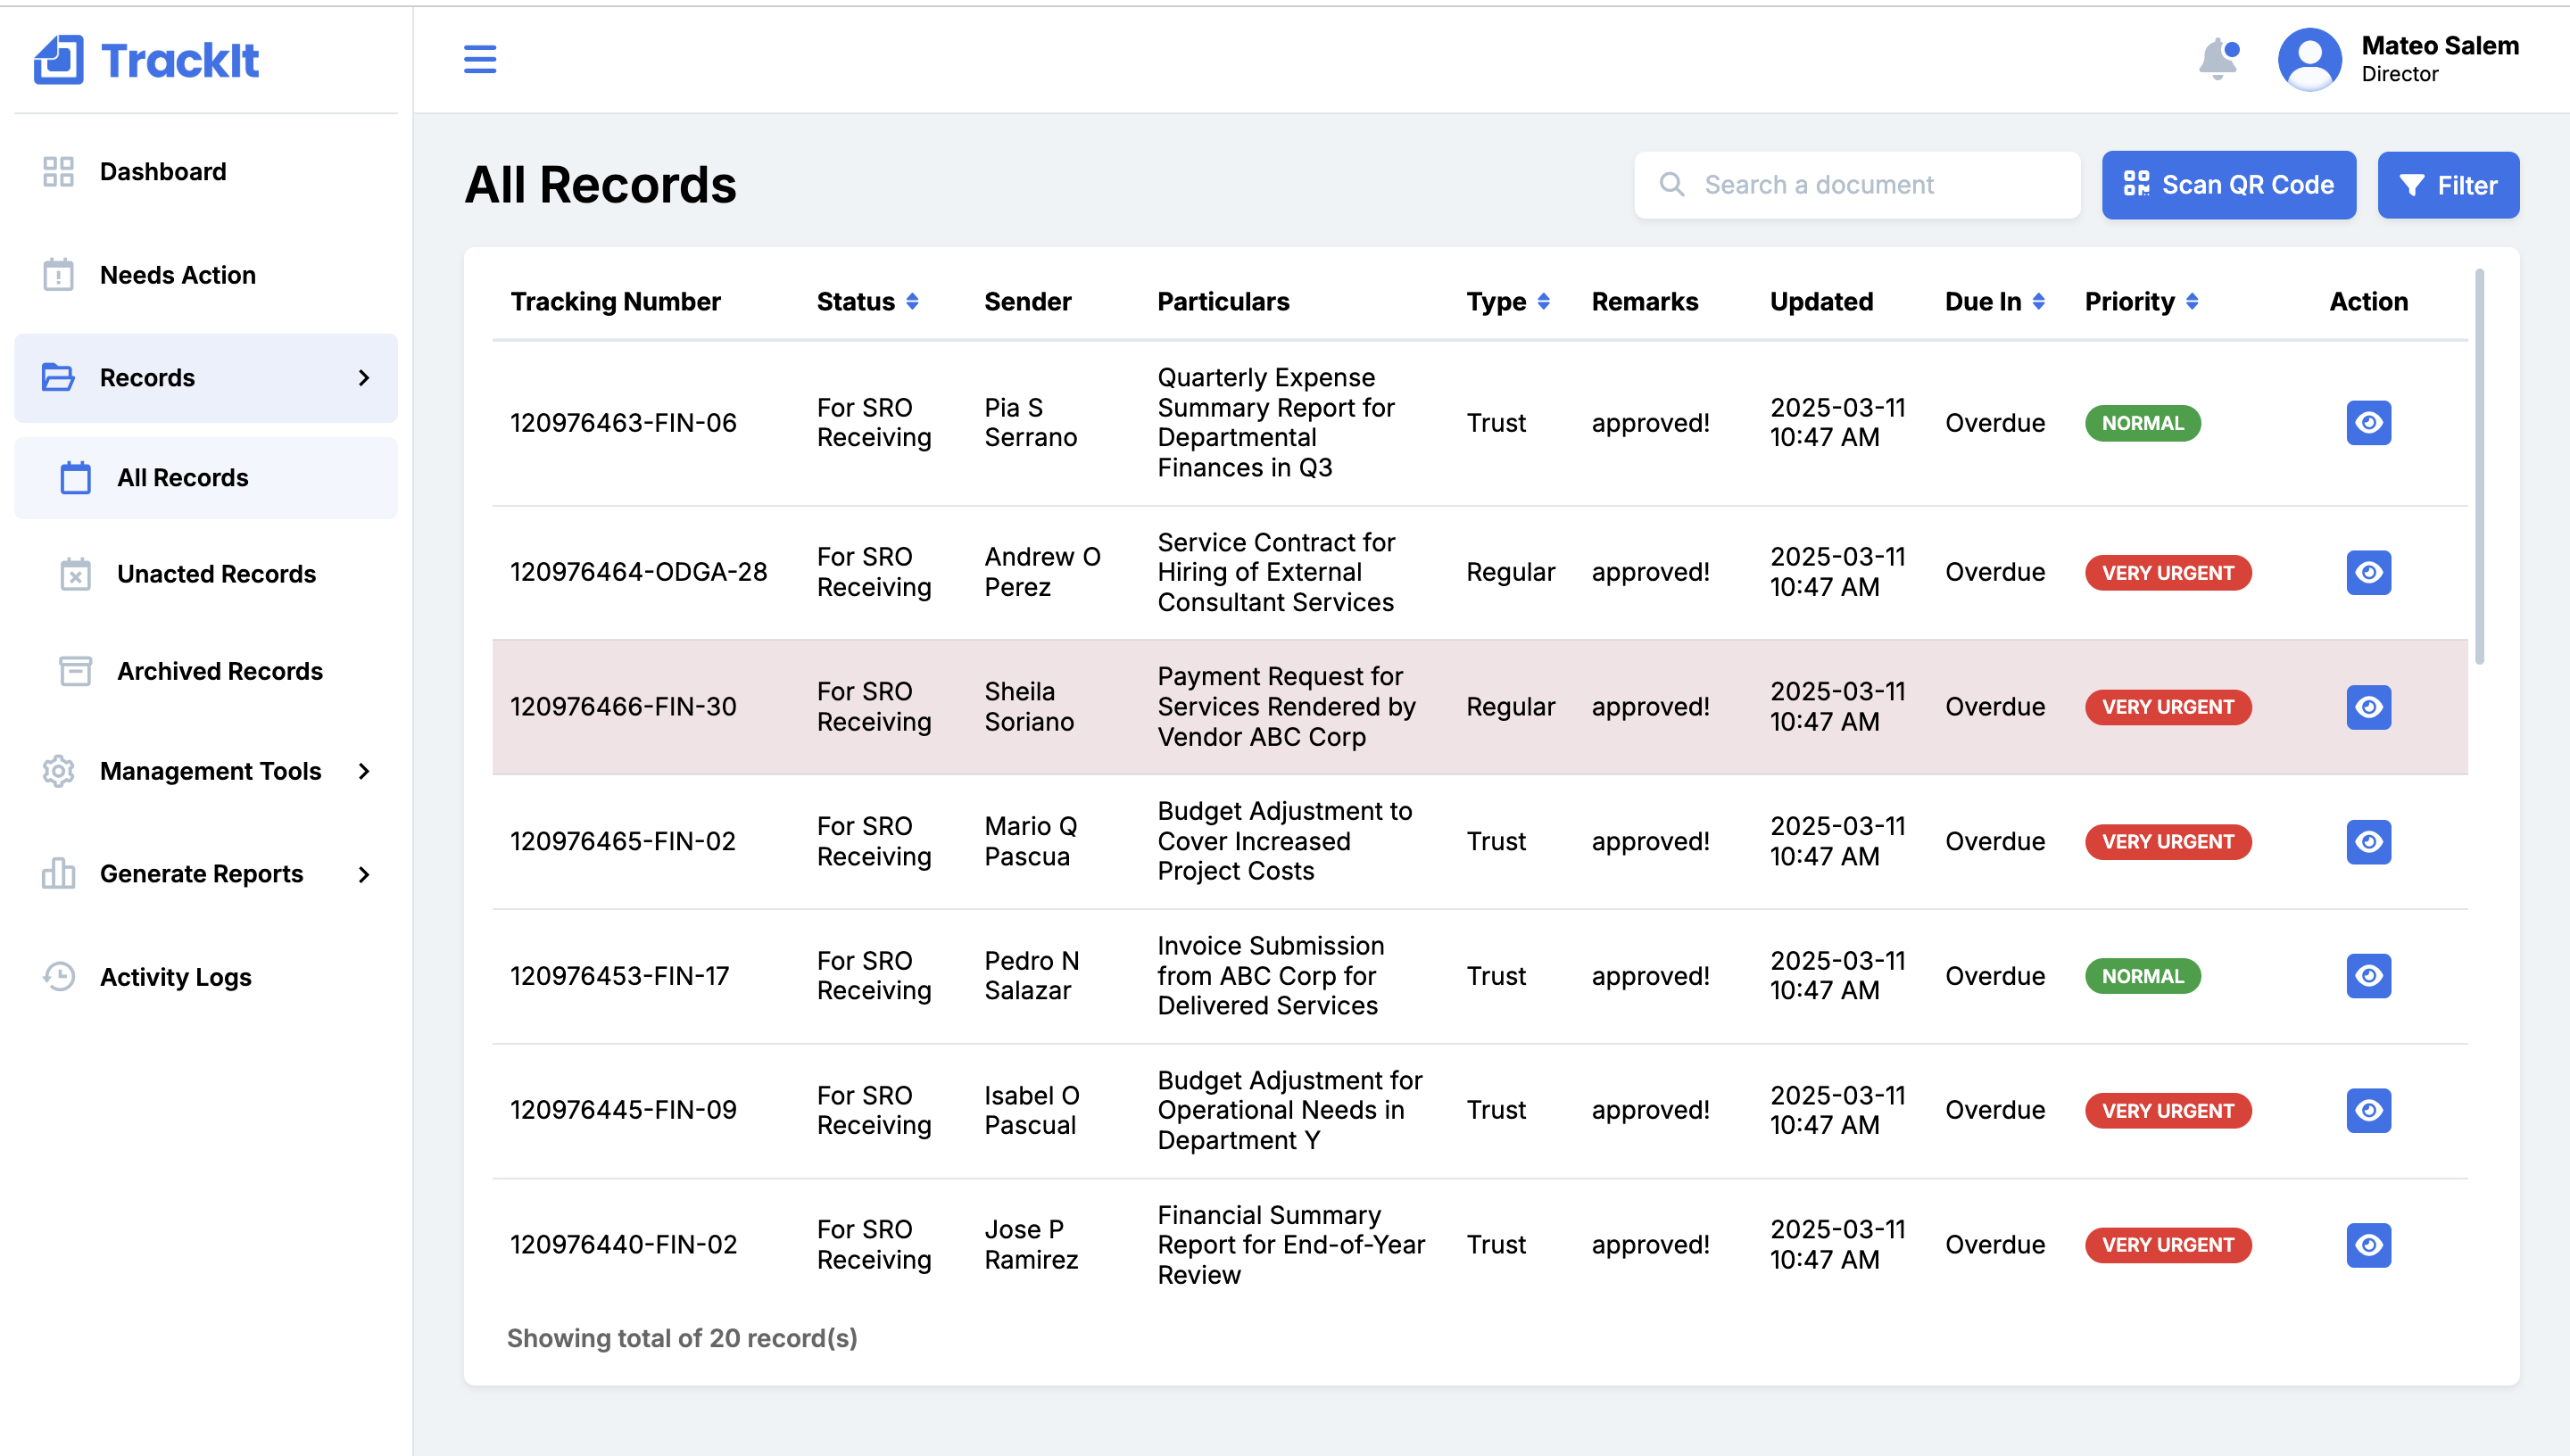 TrackIt
Mateo Salem
Director
Dashboard
Needs Action
Records
All Records
Unacted Records
Archived Records
Management Tools
Generate Reports
Activity Logs
All Records
Search a document
Scan QR Code
Filter
Tracking Number Status Sender Particulars Type Remarks Updated Due In Priority Action
120976463-FIN-06
For SRO
Receiving
Pia S
Serrano
Quarterly Expense
Summary Report for
Departmental
Finances in Q3
Trust
approved!
2025-03-11
10:47 AM
Overdue
NORMAL
120976464-ODGA-28
For SRO
Receiving
Andrew O
Perez
Service Contract for
Hiring of External
Consultant Services
Regular
approved!
2025-03-11
10:47 AM
Overdue
VERY URGENT
120976466-FIN-30
For SRO
Receiving
Sheila
Soriano
Payment Request for
Services Rendered by
Vendor ABC Corp
Regular
approved!
2025-03-11
10:47 AM
Overdue
VERY URGENT
120976465-FIN-02
For SRO
Receiving
Mario Q
Pascua
Budget Adjustment to
Cover Increased
Project Costs
Trust
approved!
2025-03-11
10:47 AM
Overdue
VERY URGENT
120976453-FIN-17
For SRO
Receiving
Pedro N
Salazar
Invoice Submission
from ABC Corp for
Delivered Services
Trust
approved!
2025-03-11
10:47 AM
Overdue
NORMAL
120976445-FIN-09
For SRO
Receiving
Isabel O
Pascual
Budget Adjustment for
Operational Needs in
Department Y
Trust
approved!
2025-03-11
10:47 AM
Overdue
VERY URGENT
120976440-FIN-02
For SRO
Receiving
Jose P
Ramirez
Financial Summary
Report for End-of-Year
Review
Trust
approved!
2025-03-11
10:47 AM
Overdue
VERY URGENT
Showing total of 20 record(s)